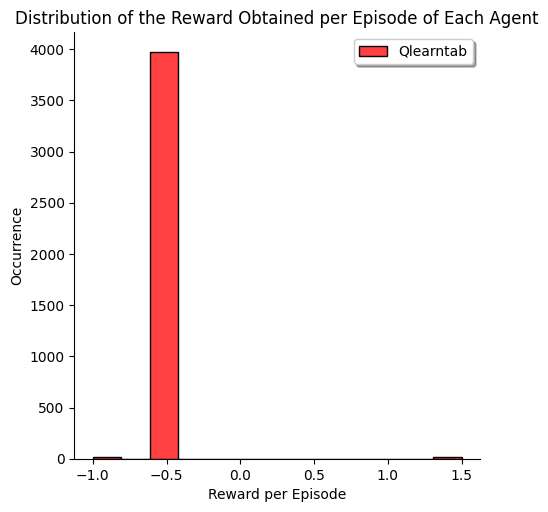 Distribution of the Reward Obtained per Episode of Each Agent
Qlearntab
4000
3500
3000
2500
2000
1500
1000
500
0
Occurrence
−1.0 −0.5 0.0 0.5 1.0 1.5
Reward per Episode